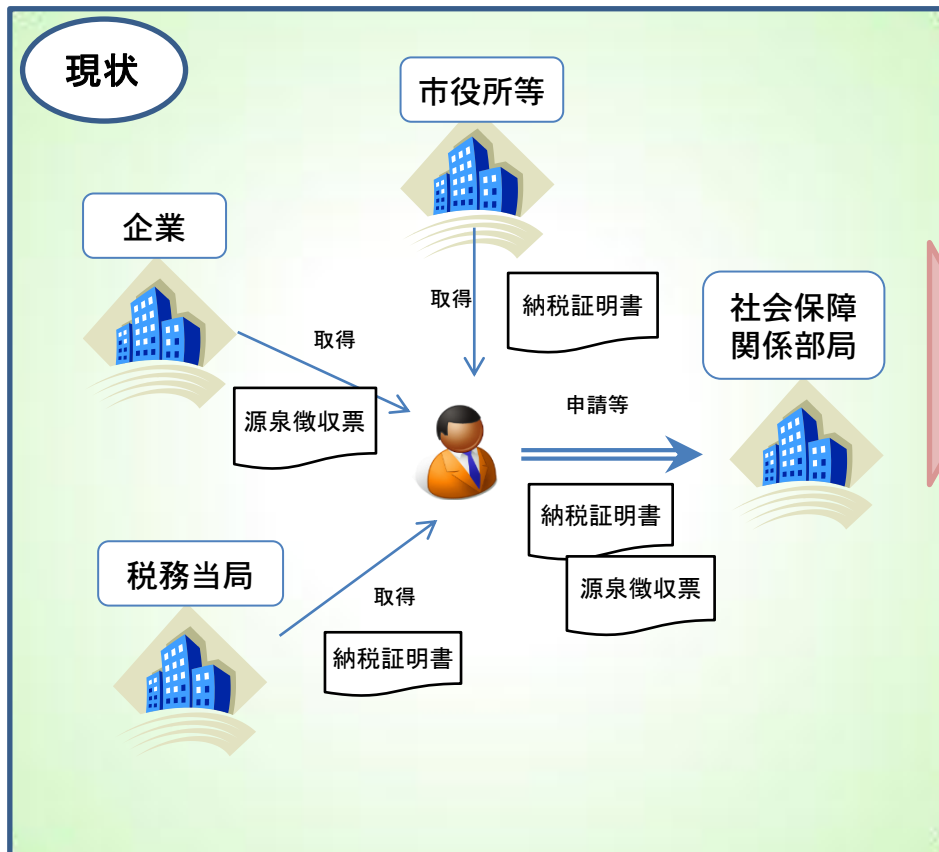 現状
市役所等
企業
取得
納税証明書
社会保障
関係部局
取得
源泉徴収票
申請等
納税証明書
源泉徴収票
税務当局
取得
納税証明書